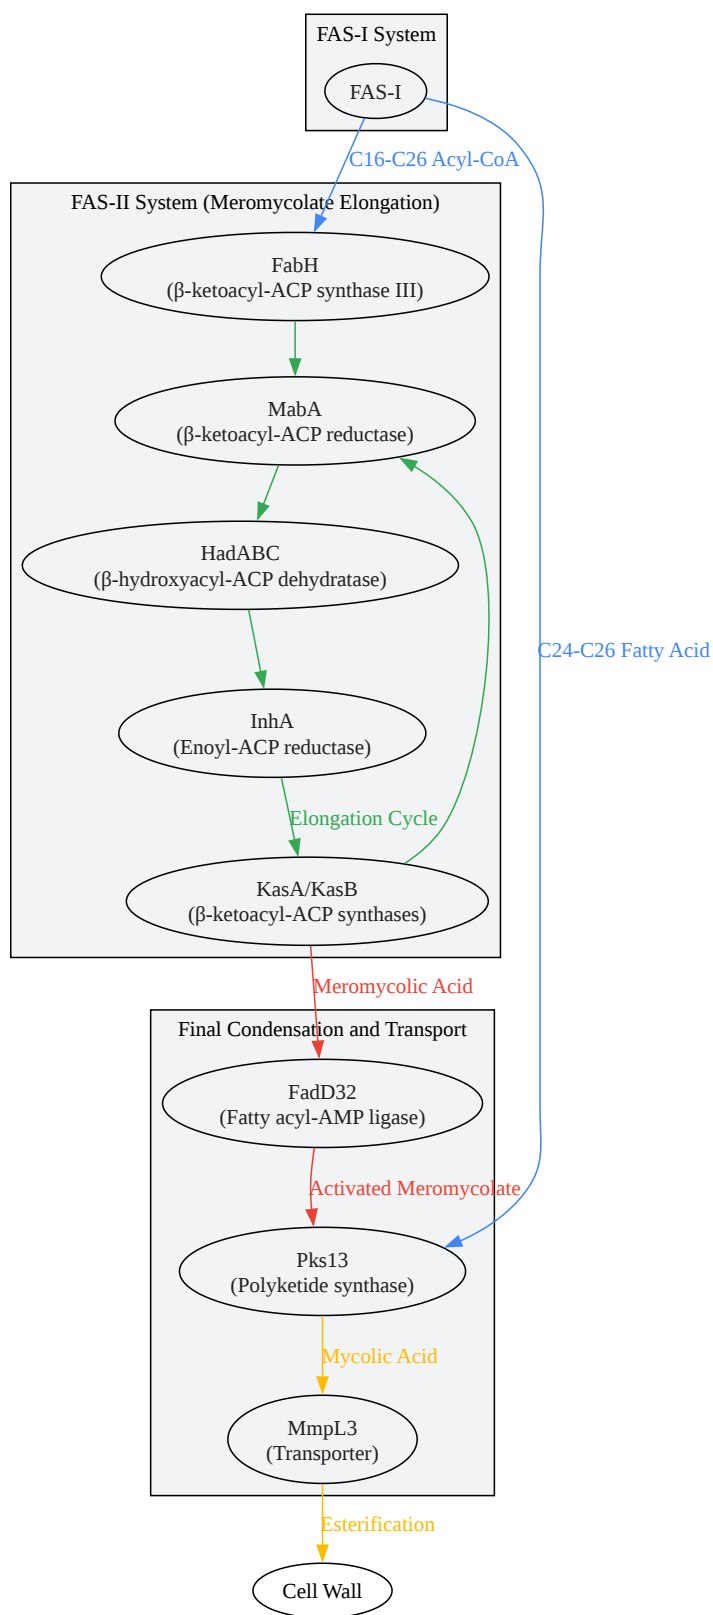 FAS-I System
FAS-I
C16-C26 Acyl-CoA
FAS-II System (Meromycolate Elongation)
FabH
(β-ketoacyl-ACP synthase III)
MabA
(β-ketoacyl-ACP reductase)
HadABC
(β-hydroxyacyl-ACP dehydratase)
C24-C26 Fatty Acid
InhA
(Enoyl-ACP reductase)
Elongation Cycle
KasA/KasB
(β-ketoacyl-ACP synthases)
Meromycolic Acid
Final Condensation and Transport
FadD32
(Fatty acyl-AMP ligase)
Activated Meromycolate
Pks13
(Polyketide synthase)
Mycolic Acid
MmpL3
(Transporter)
Esterification
Cell Wall